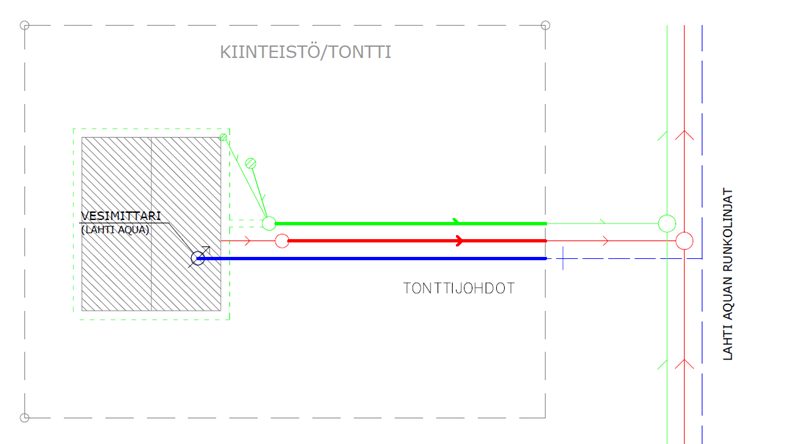 KIINTEISTÖ/TONTTI
VESIMITTARI
(LAHTI AQUA)
TONTTIJOHDOT
LAHTI AQUAN RUNKOLINJAT